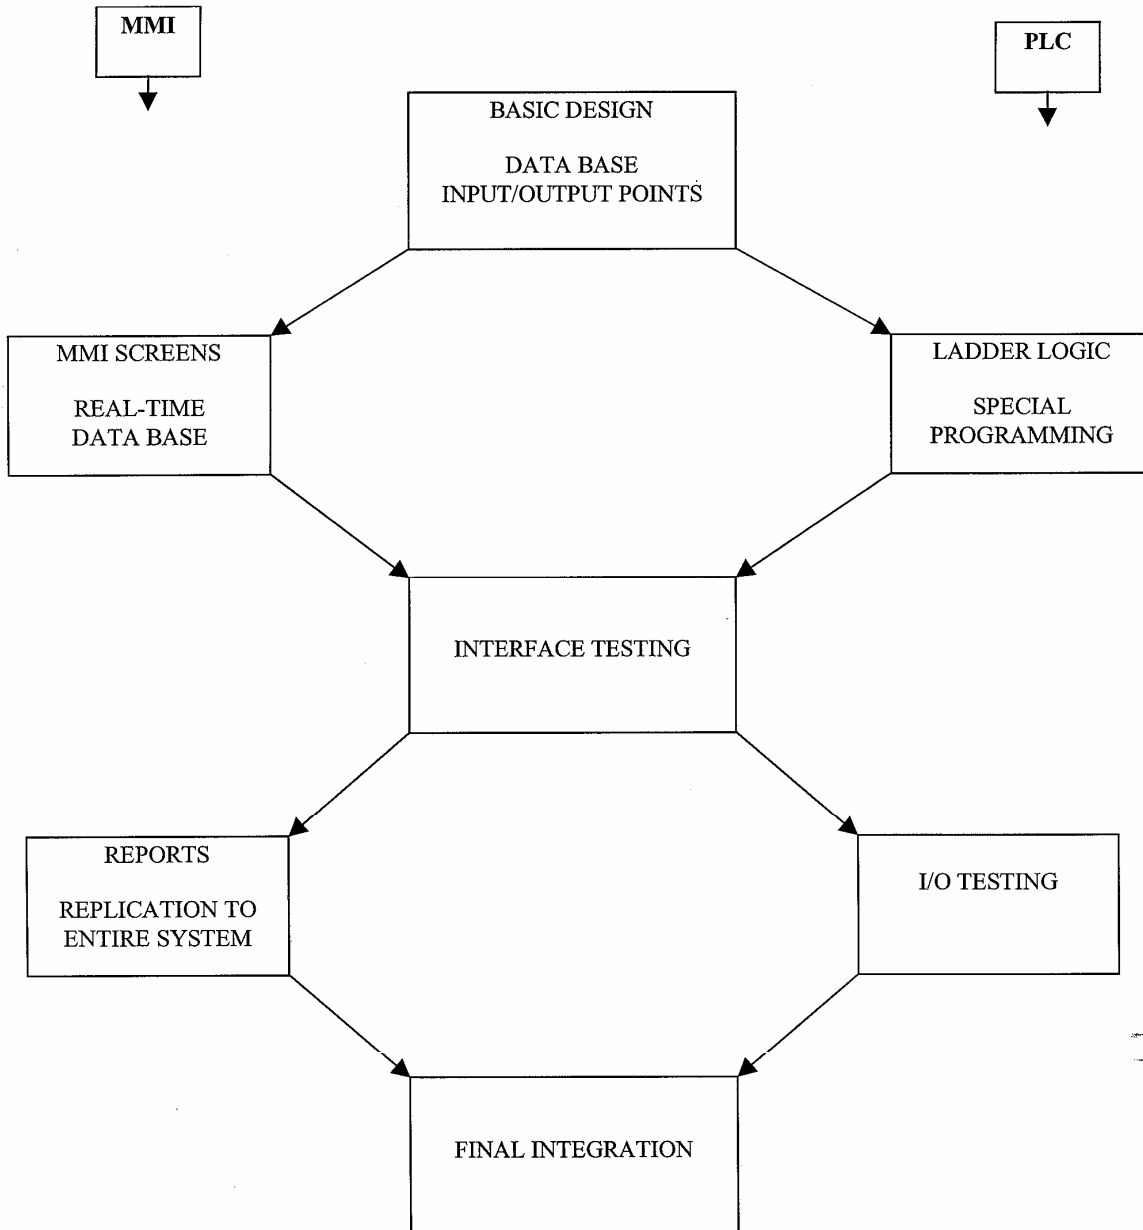 MMI
PLC
BASIC DESIGN
DATA BASE
INPUT/OUTPUT POINTS
MMI SCREENS
REAL-TIME
DATA BASE
LADDER LOGIC
SPECIAL
PROGRAMMING
INTERFACE TESTING
REPORTS
REPLICATION TO
ENTIRE SYSTEM
I/O TESTING
FINAL INTEGRATION